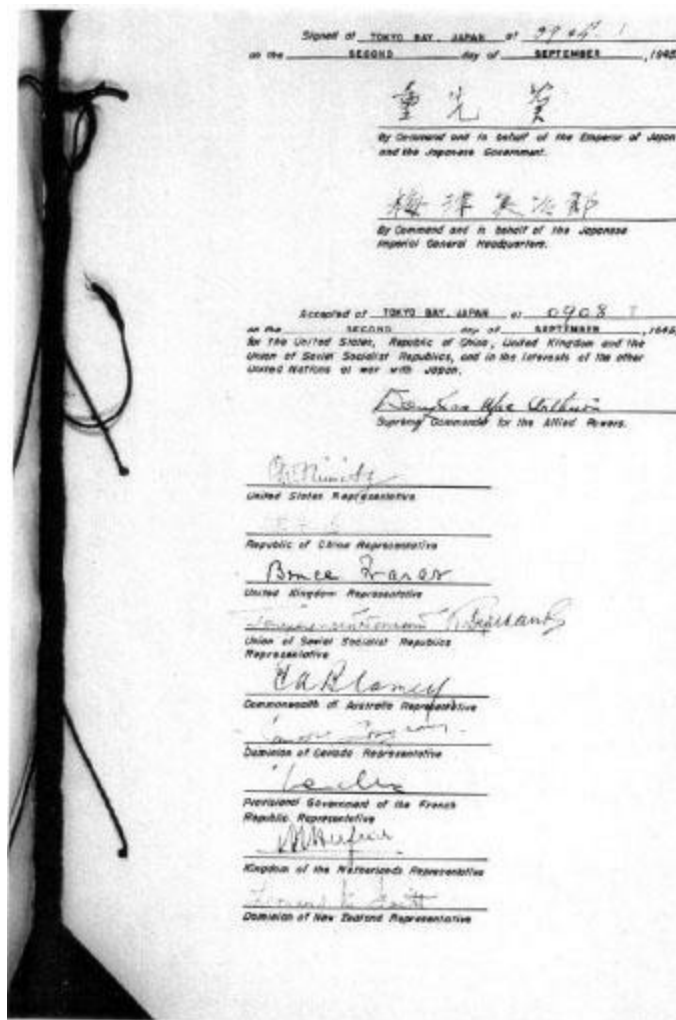 Signed at TOKYO BAY, JAPAN at
on the SECOND day of SEPTEMBER , 1945
重光 葵
By Command and in behalf of the Emperor of Japan
and the Japanese Government.
梅津美治郎
By Command and in behalf of the Japanese
Imperial General Headquarters.
Accepted at TOKYO BAY, JAPAN at 0908 I
on the SECOND day of SEPTEMBER , 1945,
for the United States, Republic of China, United Kingdom and the
Union of Soviet Socialist Republics, and in the interests of the other
United Nations at war with Japan.
Douglas MacArthur
Supreme Commander for the Allied Powers.
C.W. Nimitz
United States Representative
Republic of China Representative
Bruce Fraser
United Kingdom Representative
Union of Soviet Socialist Republics
Representative
T.A. Blamey
Commonwealth of Australia Representative
Dominion of Canada Representative
Provisional Government of the French
Republic Representative
Kingdom of the Netherlands Representative
Dominion of New Zealand Representative